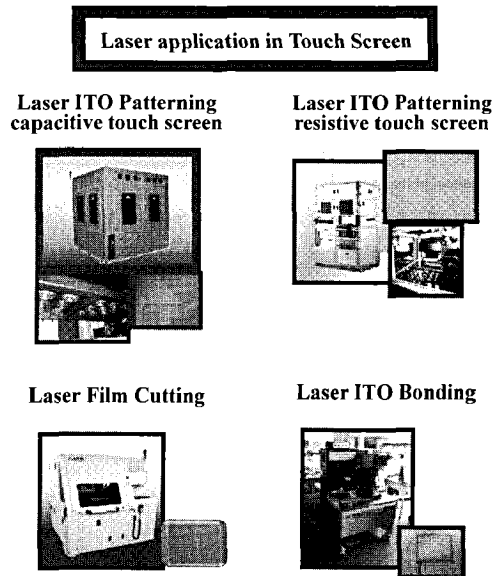 Laser application in Touch Screen
Laser ITO Patterning
capacitive touch screen
Laser ITO Patterning
resistive touch screen
Laser Film Cutting
Laser ITO Bonding